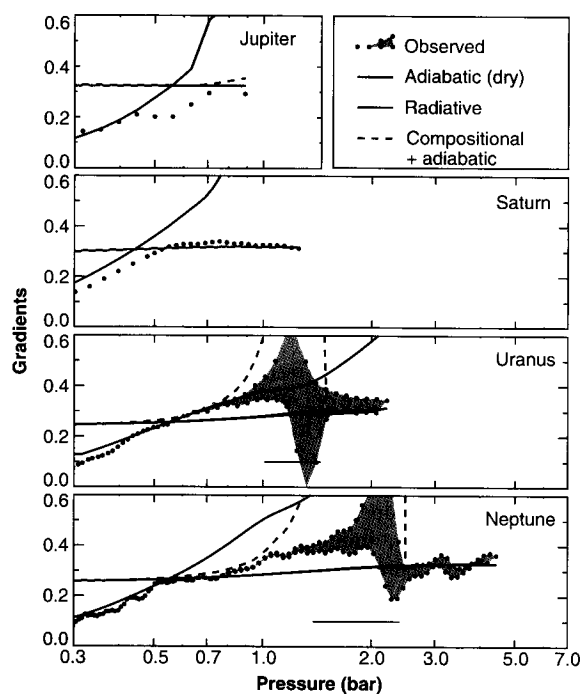 Jupiter
Observed
Adiabatic (dry)
Radiative
Compositional
+ adiabatic
0.6
0.4
0.2
0.0
Saturn
0.6
0.4
0.2
0.0
Uranus
0.6
0.4
0.2
0.0
Neptune
0.6
0.4
0.2
0.0
Gradients
0.3 0.5 0.7 1.0 2.0 3.0 5.0 7.0
Pressure (bar)